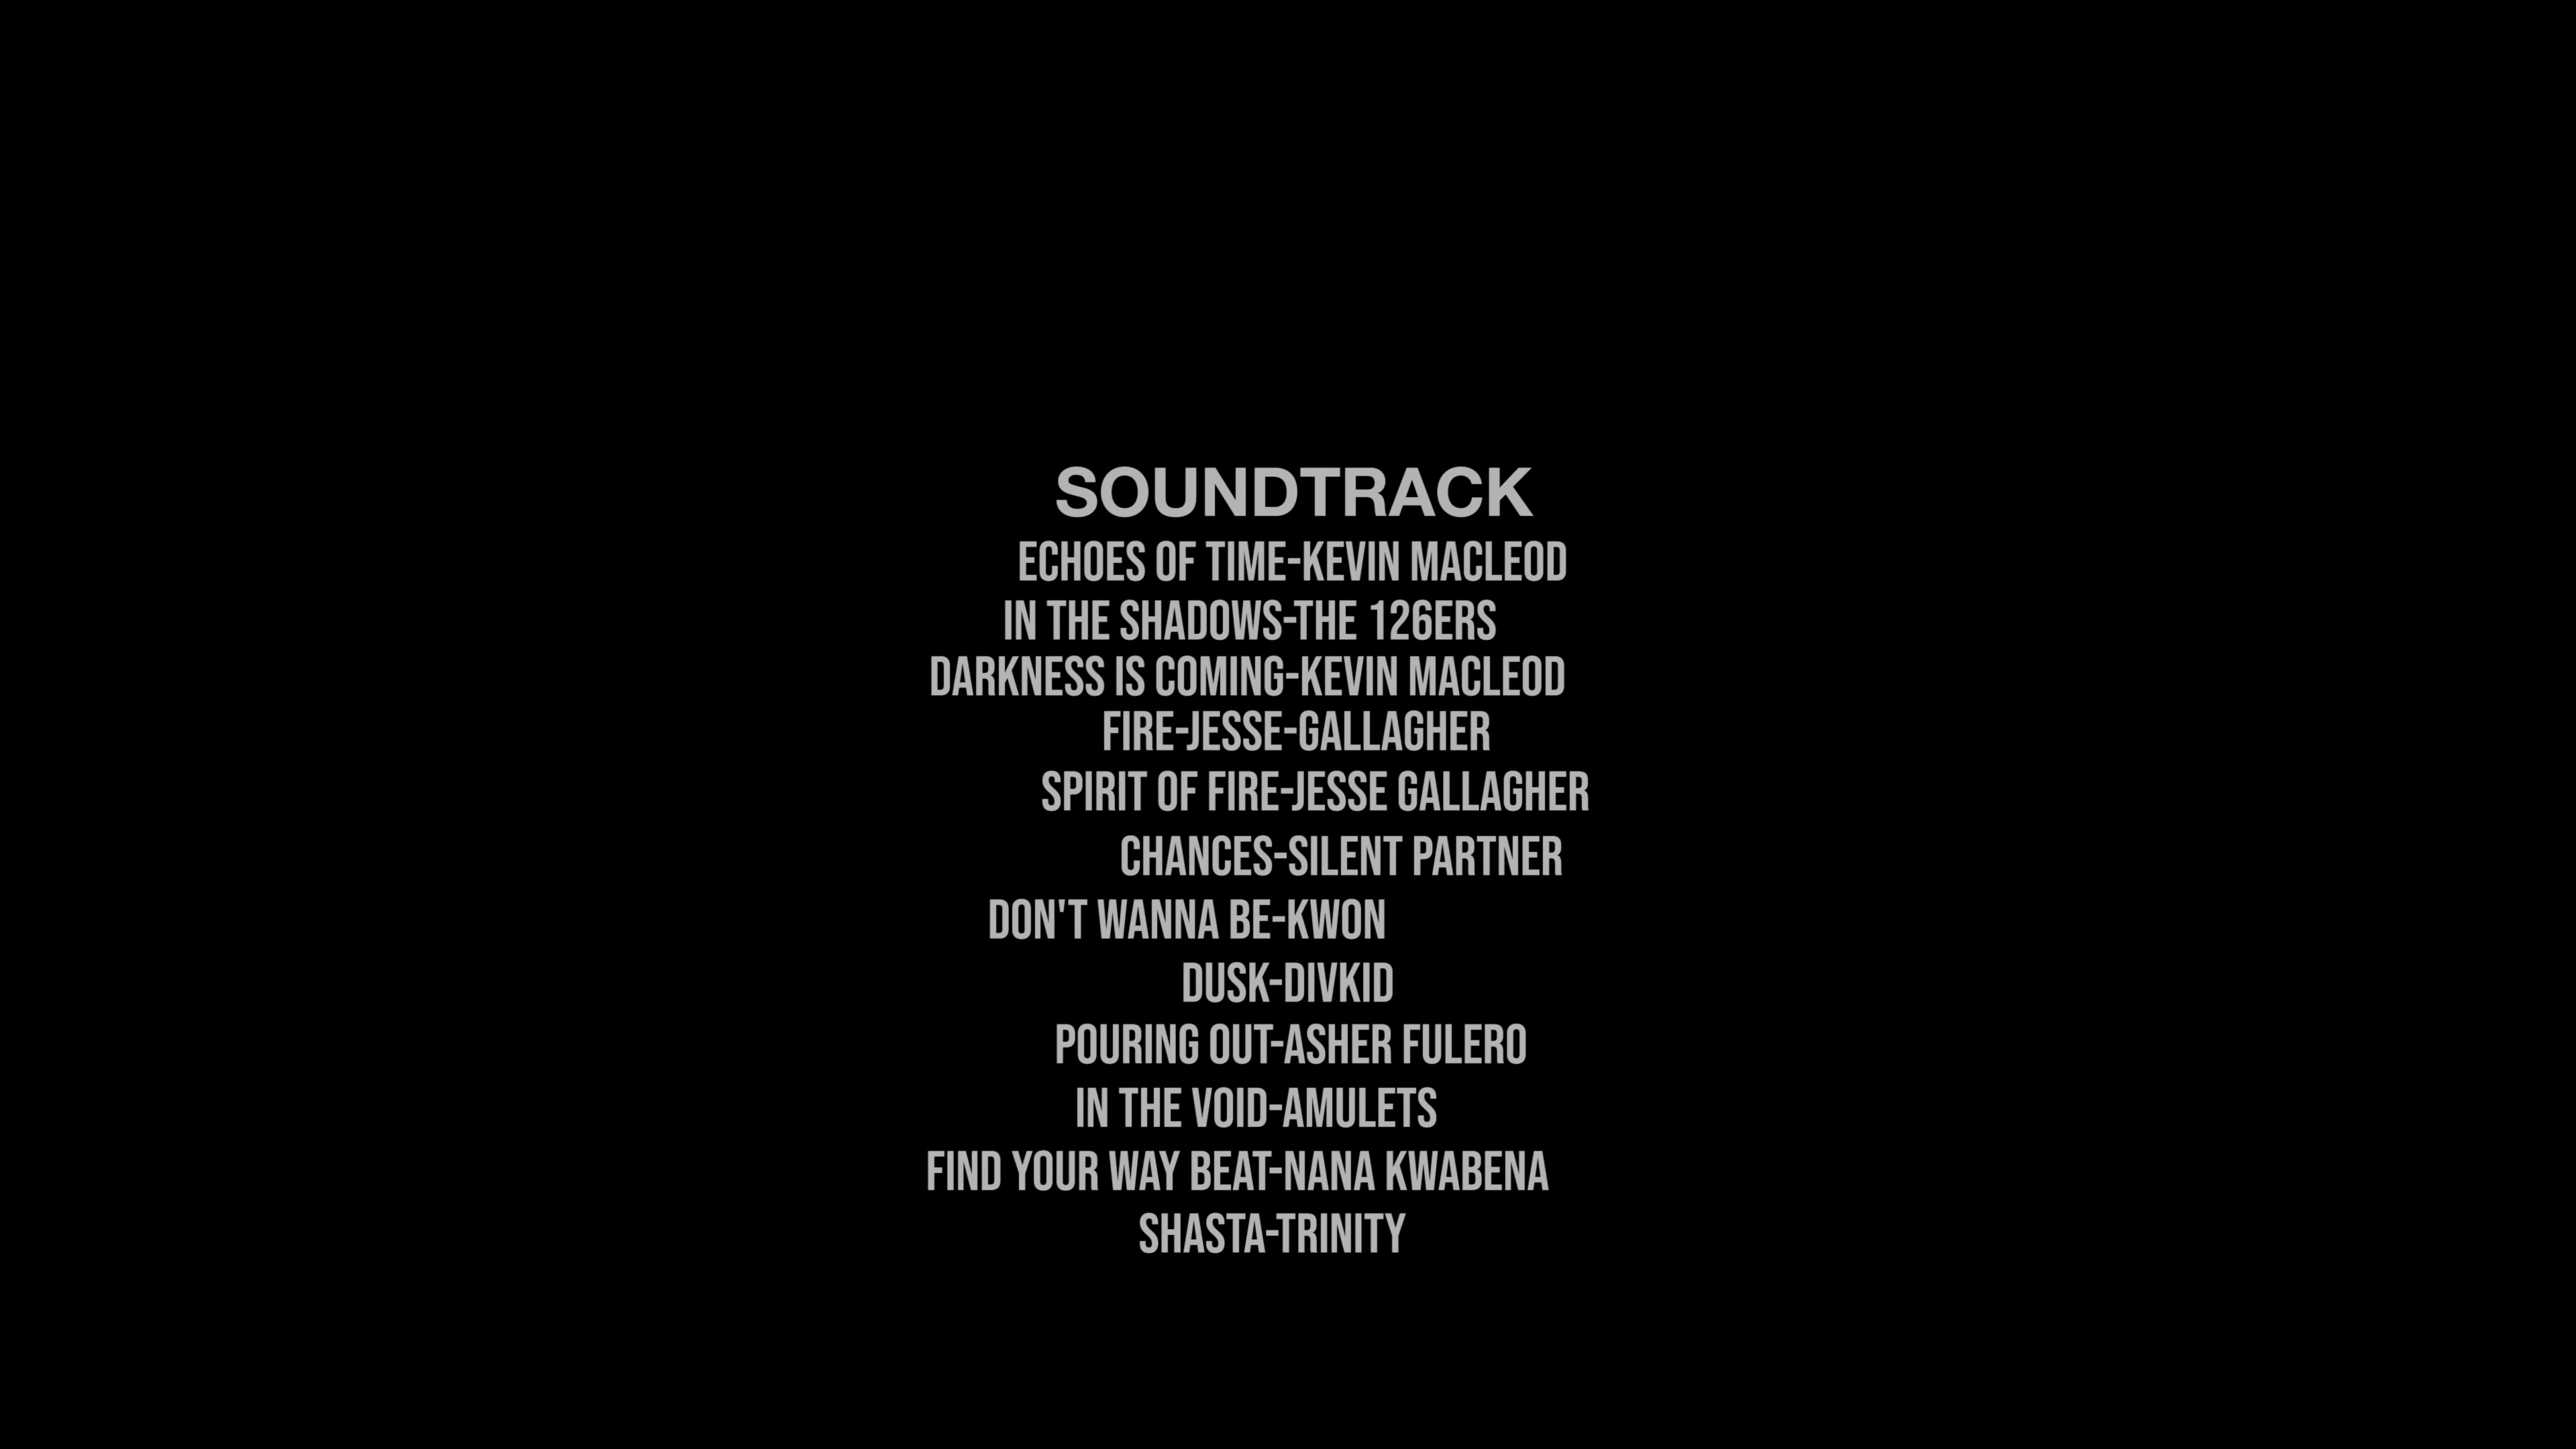 SOUNDTRACK
ECHOES OF TIME-KEVIN MACLEOD
IN THE SHADOWS-THE 126ERS
DARKNESS IS COMING-KEVIN MACLEOD
FIRE-JESSE-GALLAGHER
SPIRIT OF FIRE-JESSE GALLAGHER
CHANCES-SILENT PARTNER
DON'T WANNA BE-KWON
DUSK-DIVKID
POURING OUT-ASHER FULERO
IN THE VOID-AMULETS
FIND YOUR WAY BEAT-NANA KWABENA
SHASTA-TRINITY